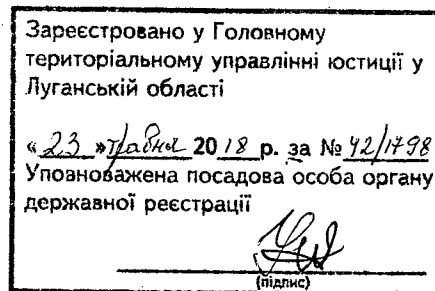 Зареєстровано у Головному
територіальному управлінні юстиції у
Луганській області
« 23 » травня 2018 р. за № 42/1798
Уповноважена посадова особа органу
державної реєстрації
(підпис)